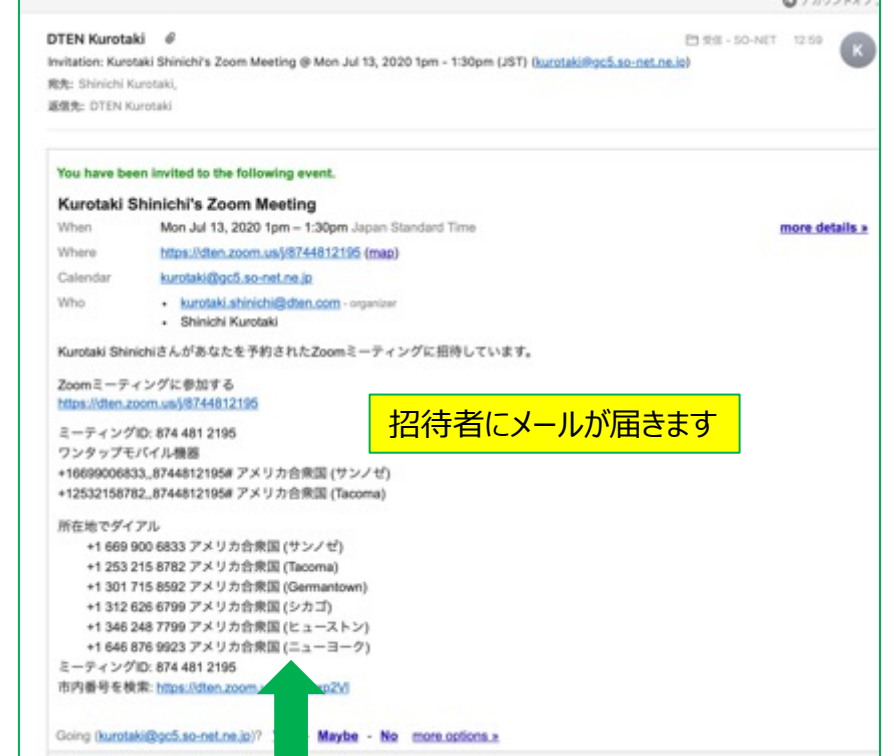 DTEN Kurotaki
受信 - SO-NET 12:59
K
Invitation: Kurotaki Shinichi's Zoom Meeting @ Mon Jul 13, 2020 1pm - 1:30pm (JST) (kurotaki@gc5.so-net.ne.jp)
宛先: Shinichi Kurotaki,
返信先: DTEN Kurotaki
You have been invited to the following event.
Kurotaki Shinichi's Zoom Meeting
When Mon Jul 13, 2020 1pm – 1:30pm Japan Standard Time
more details »
Where https://dten.zoom.us/j/8744812195 (map)
Calendar kurotaki@gc5.so-net.ne.jp
Who • kurotaki.shinichi@dten.com - organizer
• Shinichi Kurotaki
Kurotaki Shinichiさんがあなたを予約されたZoomミーティングに招待しています。
Zoomミーティングに参加する
https://dten.zoom.us/j/8744812195
招待者にメールが届きます
ミーティングID: 874 481 2195
ワンタップモバイル機器
+16699006833,,8744812195# アメリカ合衆国 (サンノゼ)
+12532158782,,8744812195# アメリカ合衆国 (Tacoma)
所在地でダイアル
+1 669 900 6833 アメリカ合衆国 (サンノゼ)
+1 253 215 8782 アメリカ合衆国 (Tacoma)
+1 301 715 8592 アメリカ合衆国 (Germantown)
+1 312 626 6799 アメリカ合衆国 (シカゴ)
+1 346 248 7799 アメリカ合衆国 (ヒューストン)
+1 646 876 9923 アメリカ合衆国 (ニューヨーク)
ミーティングID: 874 481 2195
市内番号を検索: https://dten.zoom.
Going (kurotaki@gc5.so-net.ne.jp)? - Maybe - No more options »